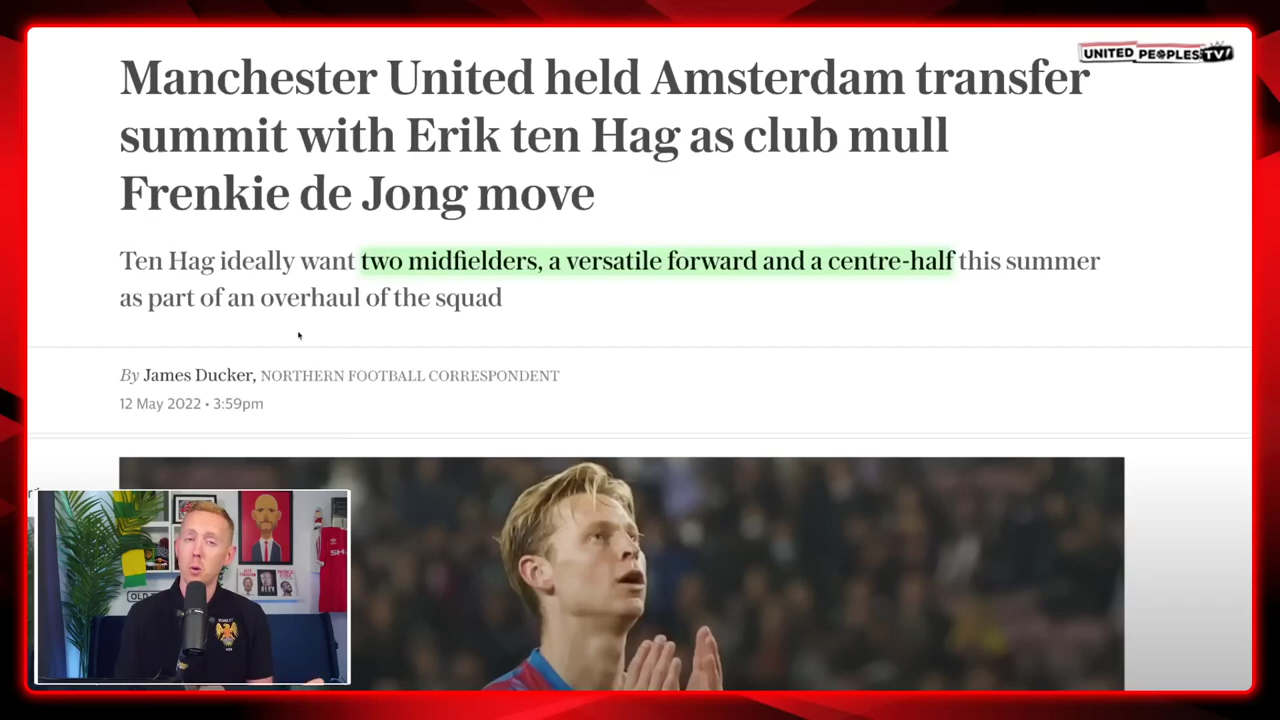 UNITED PEOPLES TV
Manchester United held Amsterdam transfer
summit with Erik ten Hag as club mull
Frenkie de Jong move
Ten Hag ideally want two midfielders, a versatile forward and a centre-half this summer
as part of an overhaul of the squad
By James Ducker, NORTHERN FOOTBALL CORRESPONDENT
12 May 2022 • 3:59pm